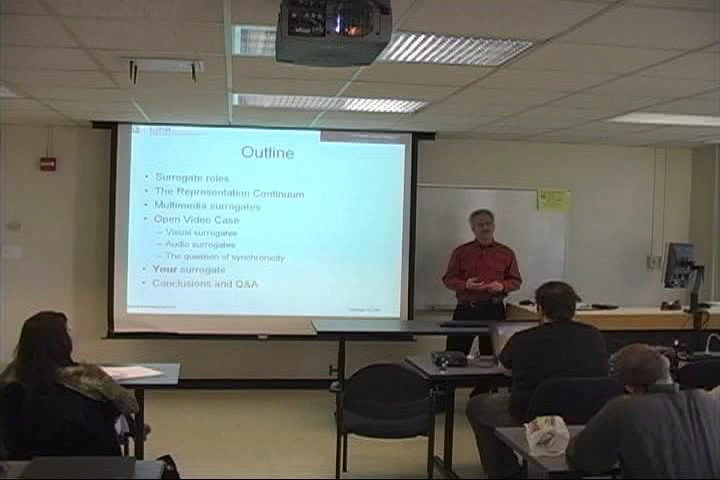 Outline
• Surrogate roles
• The Representation Continuum
• Multimedia surrogates
• Open Video Case
– Visual surrogates
– Audio surrogates
– The question of synchronicity
• Your surrogate
• Conclusions and Q&A